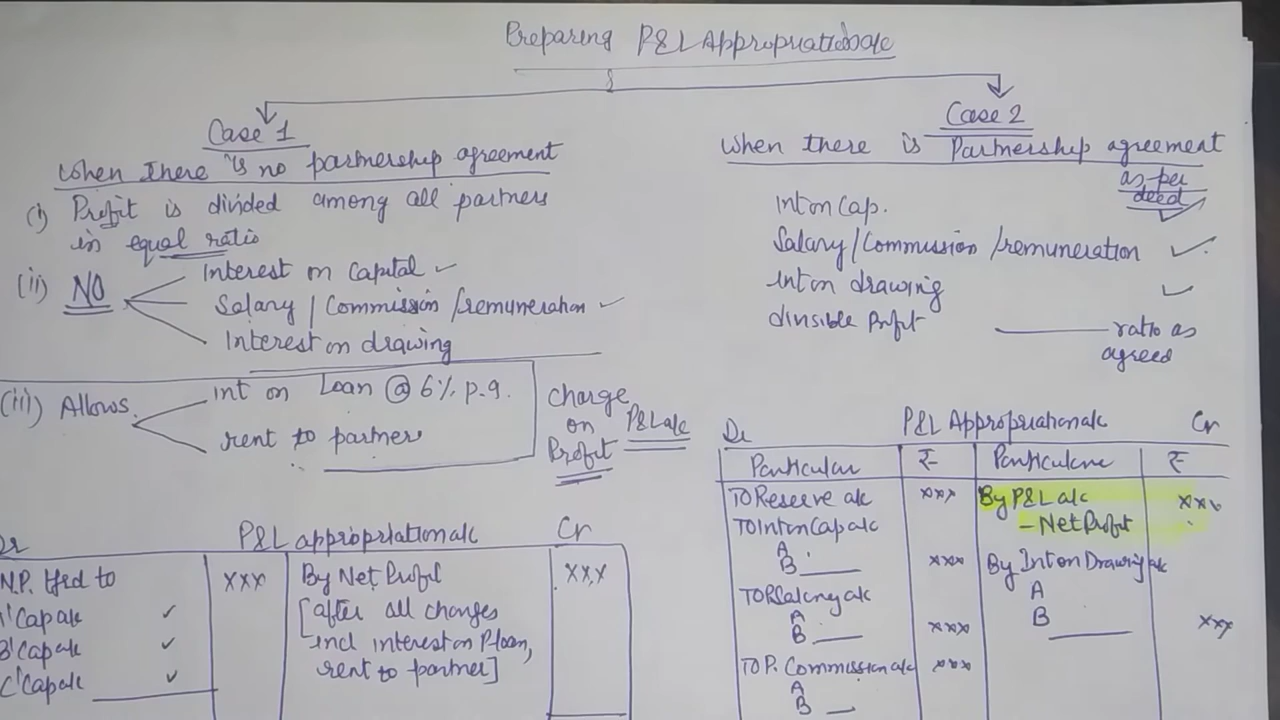 Preparing P&L Appropriation a/c
Case 1
When there is no partnership agreement
(i) Profit is divided among all partners
in equal ratio
(ii) NO
Interest on Capital ✓
Salary / Commission / remuneration ✓
Interest on drawing
(iii) Allows
int on Loan @ 6% p.a.
rent to partner
charge
on
Profit
P&L a/c
Dr P&L appropriation a/c Cr
N.P. tfed to xxx By Net Profit xxx
A'Cap a/c ✓ [after all charges
B'Cap a/c ✓ incl interest on P.loan,
C'Cap a/c ✓ rent to partner]
Case 2
When there is Partnership agreement
as per
deed
Int on Cap. ✓
Salary/Commission/remuneration ✓
Int on drawing ✓
divisible Profit ratio as
agreed
Dr P&L Appropriation a/c Cr
Particular ₹ Particular ₹
To Reserve a/c xxx By P&L a/c xxx
To Int on Cap a/c - Net Profit
A
B xxx By Int on Drawing a/c
To P.Salary a/c A
A B xxx
B xxx
To P. Commission a/c xxx
A
B